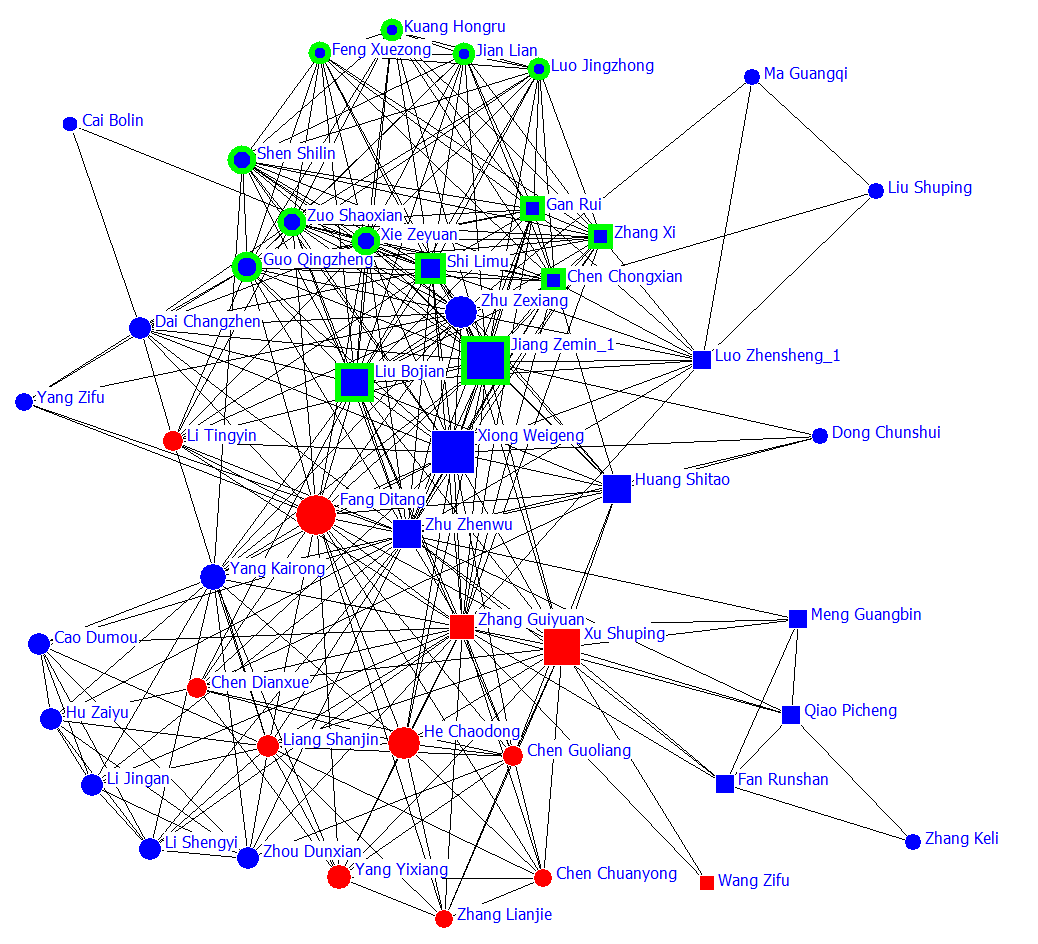 Kuang Hongru
Feng Xuezong
Jian Lian
Luo Jingzhong
Ma Guangqi
Cai Bolin
Shen Shilin
Liu Shuping
Gan Rui
Zuo Shaoxian
Zhang Xi
Xie Zeyuan
Guo Qingzheng
Shi Limu
Chen Chongxian
Zhu Zexiang
Dai Changzhen
Jiang Zemin_1
Luo Zhensheng_1
Liu Bojian
Yang Zifu
Li Tingyin
Xiong Weigeng
Dong Chunshui
Huang Shitao
Fang Ditang
Zhu Zhenwu
Yang Kairong
Meng Guangbin
Zhang Guiyuan
Xu Shuping
Cao Dumou
Chen Dianxue
Hu Zaiyu
Qiao Picheng
Liang Shanjin
He Chaodong
Chen Guoliang
Li Jingan
Fan Runshan
Li Shengyi
Zhou Dunxian
Zhang Keli
Yang Yixiang
Chen Chuanyong
Wang Zifu
Zhang Lianjie